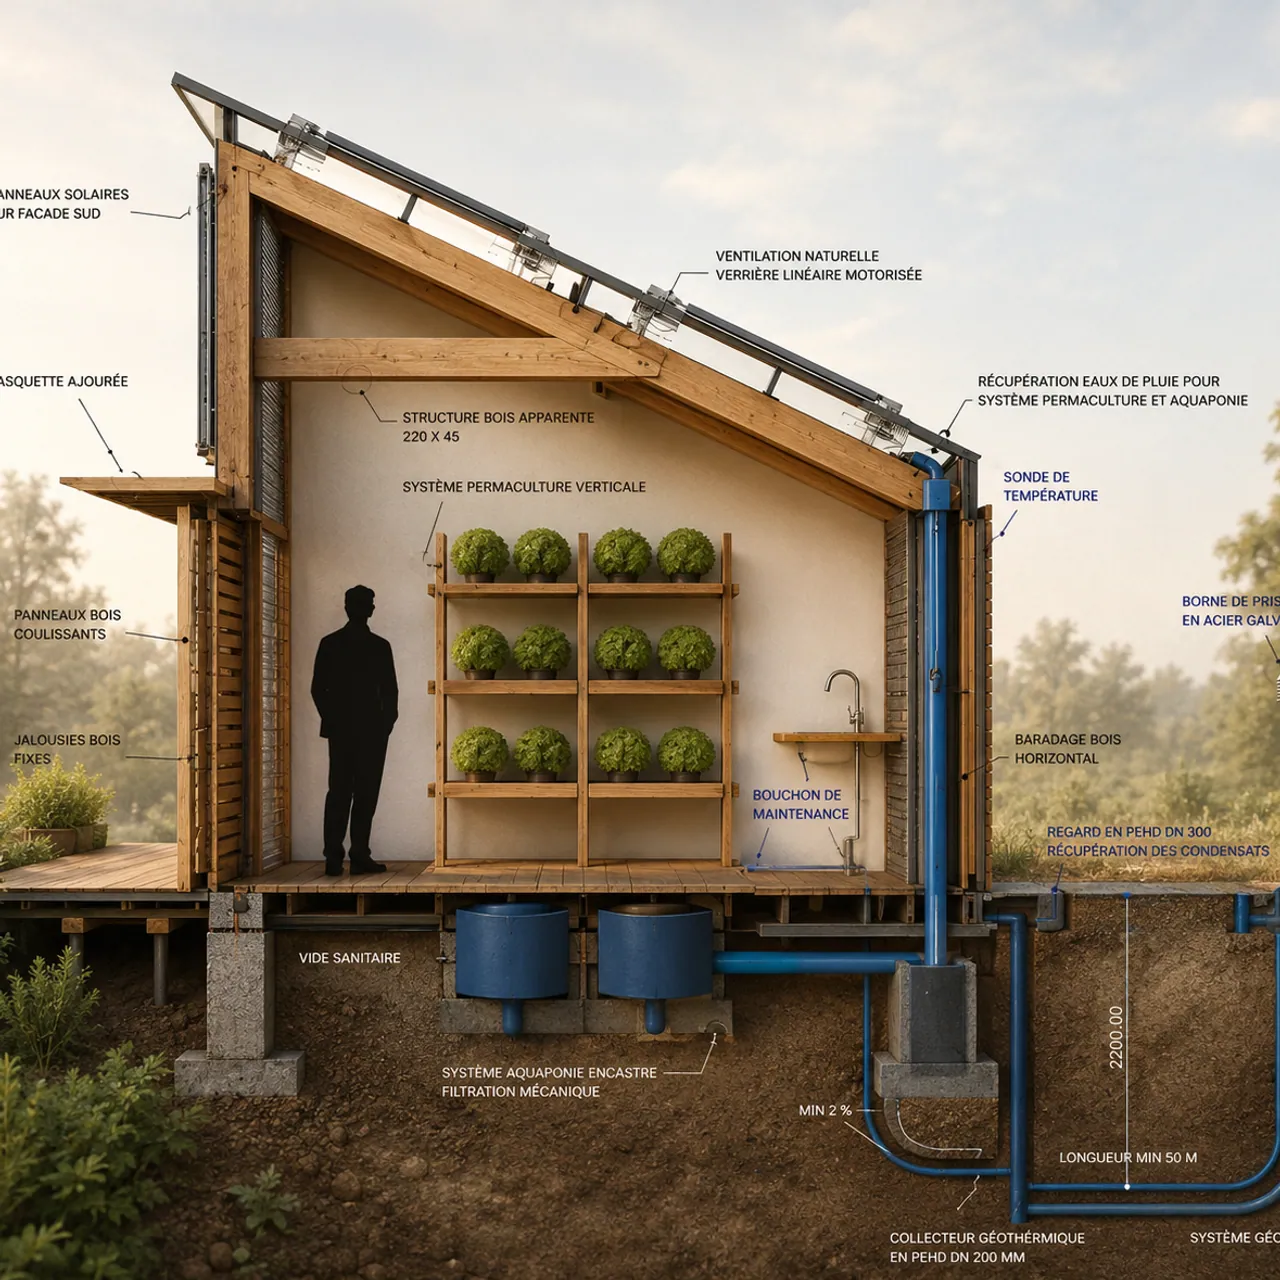 ANNEAUX SOLAIRES
UR FACADE SUD
VENTILATION NATURELLE
VERRIÈRE LINÉAIRE MOTORISÉE
ASQUETTE AJOURÉE
RÉCUPÉRATION EAUX DE PLUIE POUR
SYSTÈME PERMACULTURE ET AQUAPONIE
STRUCTURE BOIS APPARENTE
220 X 45
SYSTÈME PERMACULTURE VERTICALE
SONDE DE
TEMPÉRATURE
PANNEAUX BOIS
COULISSANTS
BORNE DE PRIS
EN ACIER GALV
JALOUSIES BOIS
FIXES
BARADAGE BOIS
HORIZONTAL
BOUCHON DE
MAINTENANCE
REGARD EN PEHD DN 300
RÉCUPÉRATION DES CONDENSATS
VIDE SANITAIRE
2200.00
SYSTÈME AQUAPONIE ENCASTRE
FILTRATION MÉCANIQUE
MIN 2 %
LONGUEUR MIN 50 M
COLLECTEUR GÉOTHÉRMIQUE
EN PEHD DN 200 MM
SYSTÈME GÉO